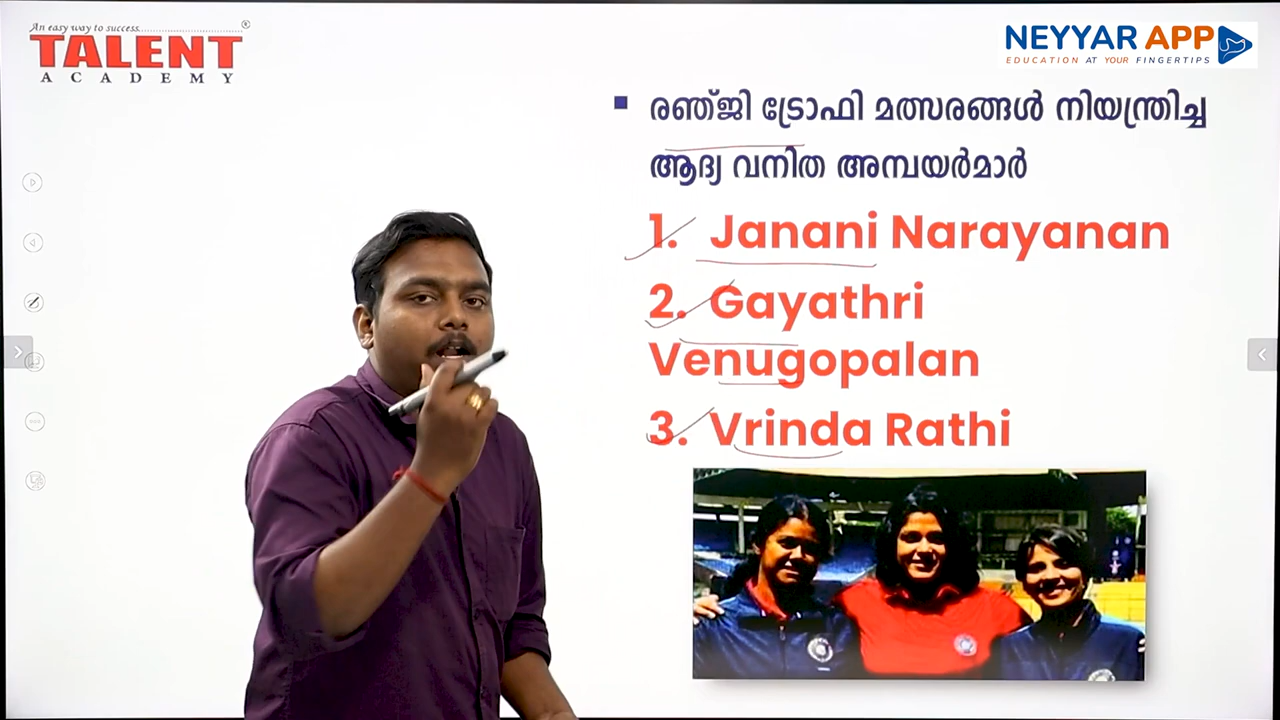 An easy way to success
TALENT
ACADEMY
NEYYAR APP
EDUCATION AT YOUR FINGERTIPS
രഞ്ജി ട്രോഫി മത്സരങ്ങൾ നിയന്ത്രിച്ച
ആദ്യ വനിത അമ്പയർമാർ
1. Janani Narayanan
2. Gayathri
Venugopalan
3. Vrinda Rathi